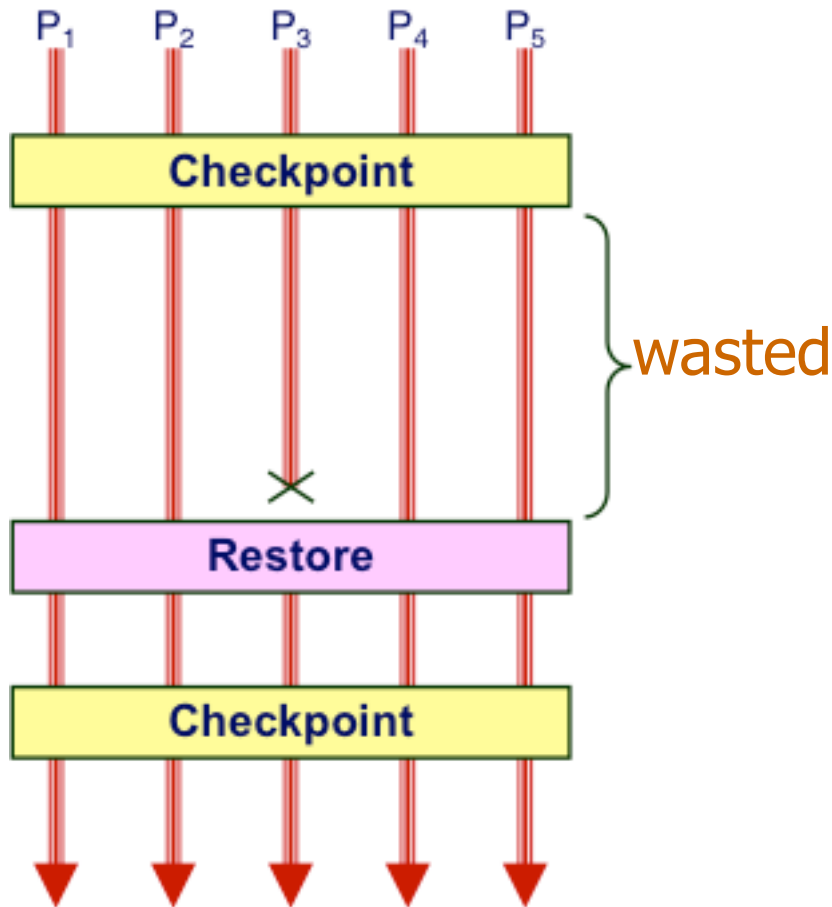 P₁ P₂ P₃ P₄ P₅
Checkpoint
wasted
Restore
Checkpoint